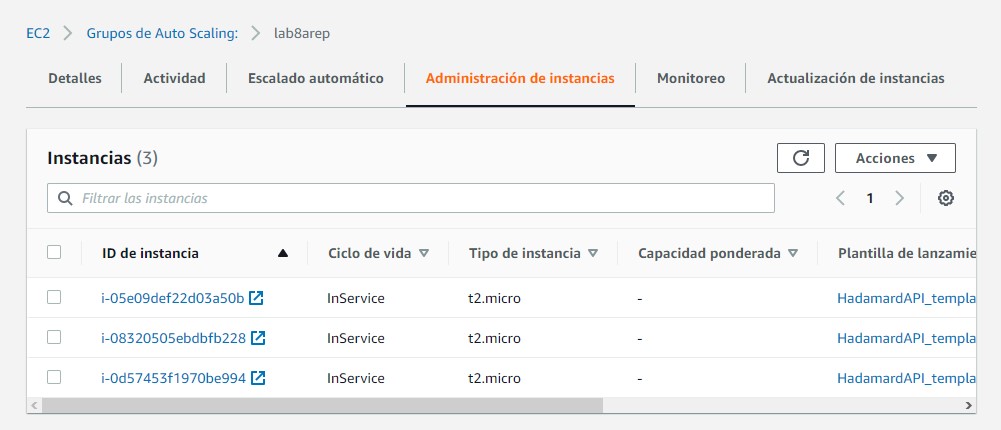 EC2 > Grupos de Auto Scaling: > lab8arep
Detalles Actividad Escalado automático Administración de instancias Monitoreo Actualización de instancias
Instancias (3) Acciones
Filtrar las instancias 1
ID de instancia Ciclo de vida Tipo de instancia Capacidad ponderada Plantilla de lanzamie
i-05e09def22d03a50b InService t2.micro - HadamardAPI_templa
i-08320505ebdbfb228 InService t2.micro - HadamardAPI_templa
i-0d57453f1970be994 InService t2.micro - HadamardAPI_templa